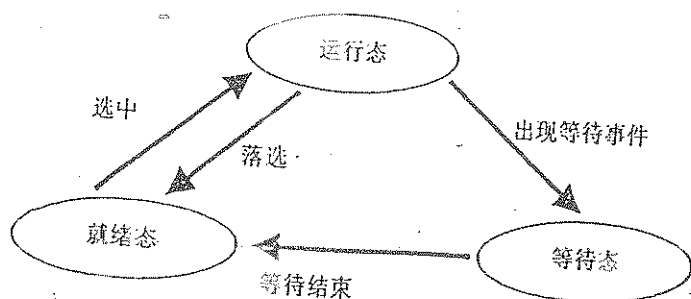 运行态
选中
出现等待事件
落选
就绪态
等待态
等待结束